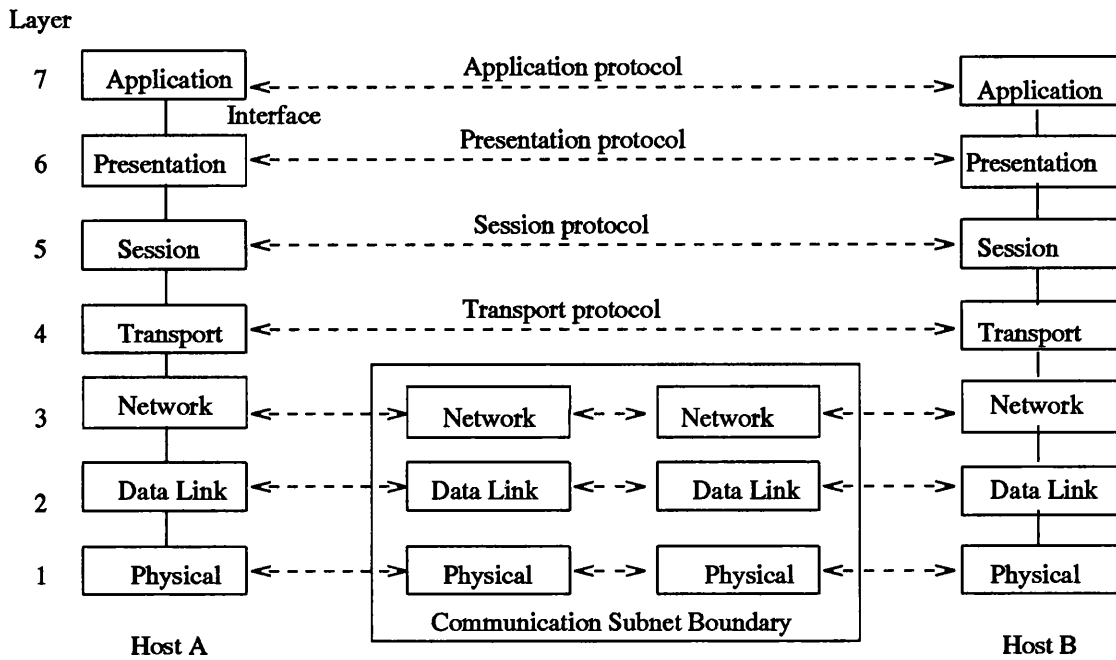 Layer
7 Application Application protocol Application
Interface
6 Presentation Presentation protocol Presentation
5 Session Session protocol Session
4 Transport Transport protocol Transport
3 Network Network Network Network
2 Data Link Data Link Data Link Data Link
1 Physical Physical Physical Physical
Communication Subnet Boundary
Host A Host B